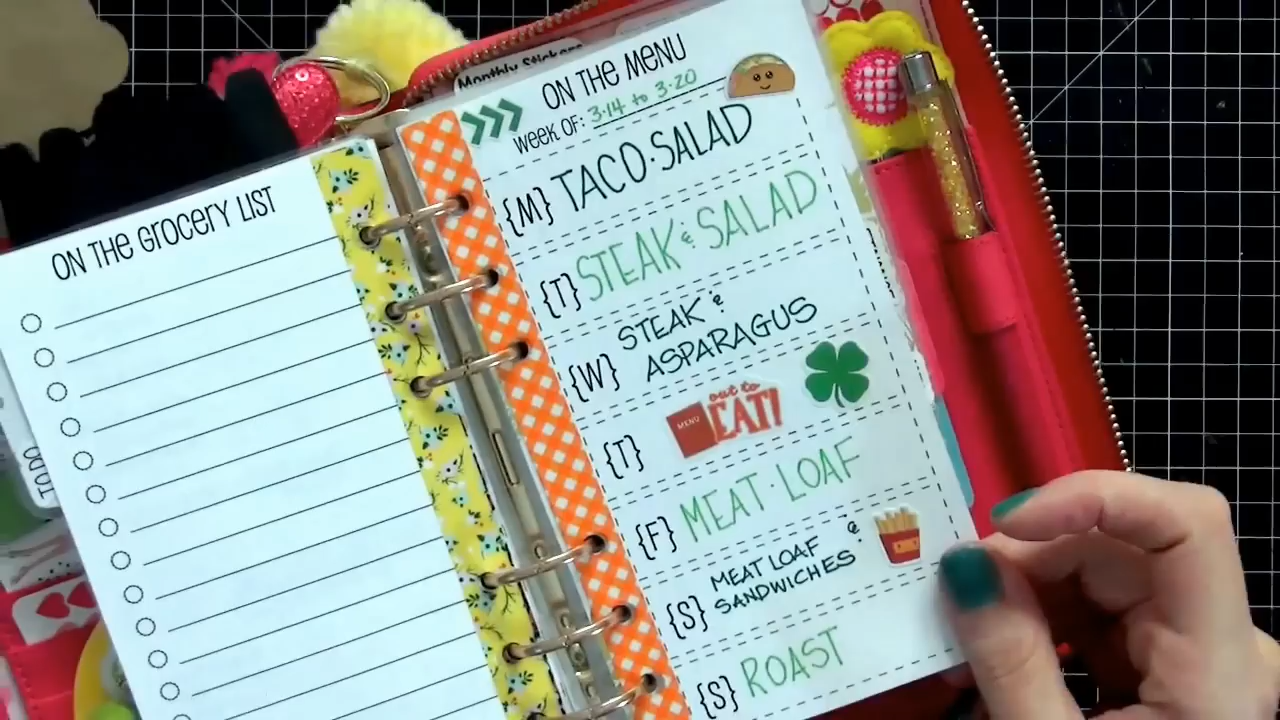 Monthly Stickers
ON THE GROCERY LIST
TODO
ON THE MENU
WEEK OF: 3·14 to 3·20
{M} TACO·SALAD
{T} STEAK & SALAD
{W} STEAK &
ASPARAGUS
{T} MENU out to EAT!
{F} MEAT·LOAF
{S} MEAT LOAF &
SANDWICHES
{S} ROAST